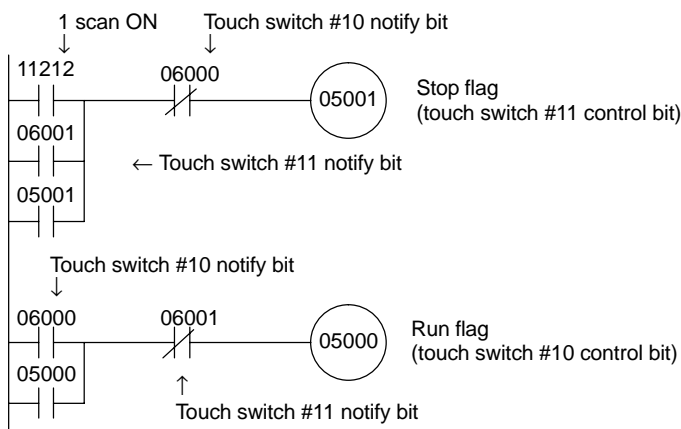 1 scan ON Touch switch #10 notify bit
↓ ↓
11212 06000
05001 Stop flag
(touch switch #11 control bit)
06001
← Touch switch #11 notify bit
05001
Touch switch #10 notify bit
↓
06000 06001
05000 Run flag
(touch switch #10 control bit)
05000
↑
Touch switch #11 notify bit